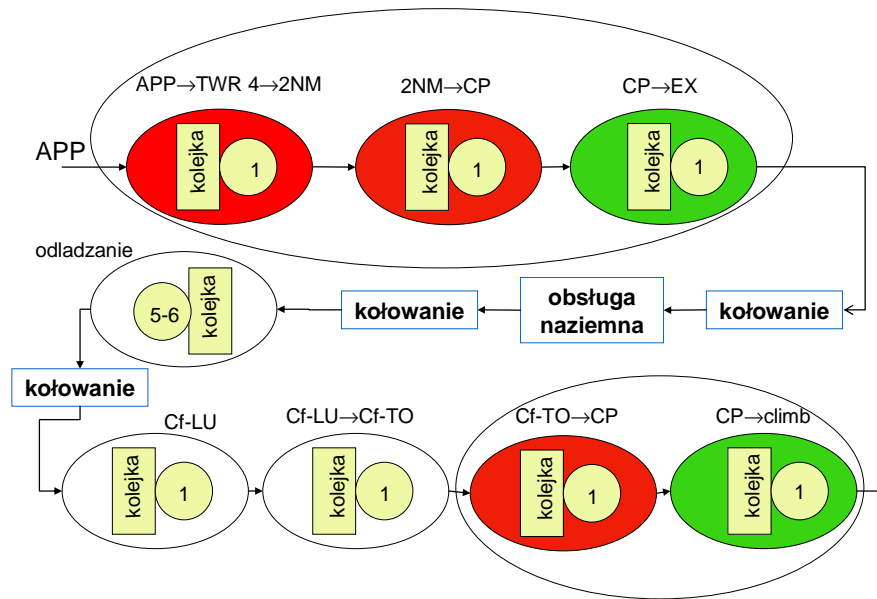 APP→TWR 4→2NM
2NM→CP
CP→EX
APP
kolejka
1
kolejka
1
kolejka
1
odladzanie
5-6
kolejka
kołowanie
obsługa
naziemna
kołowanie
kołowanie
Cf-LU
Cf-LU→Cf-TO
Cf-TO→CP
CP→climb
kolejka
1
kolejka
1
kolejka
1
kolejka
1